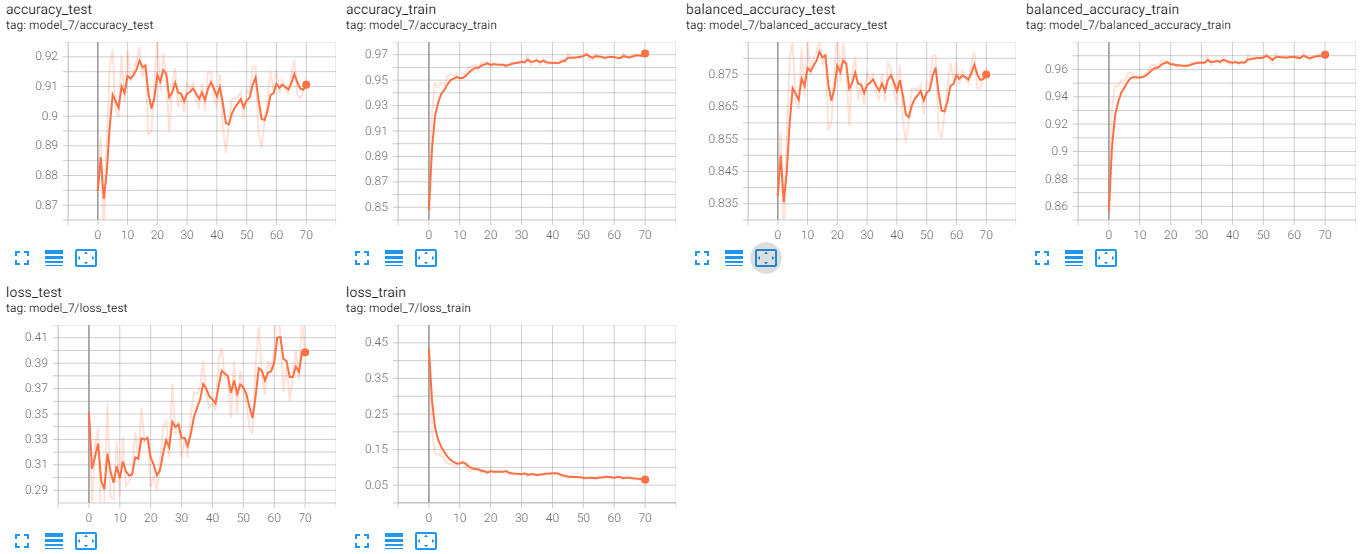 accuracy_test
tag: model_7/accuracy_test
0.92
0.91
0.9
0.88
0.87
0 10 20 30 40 50 60 70
accuracy_train
tag: model_7/accuracy_train
0.97
0.95
0.93
0.91
0.89
0.87
0.85
0 10 20 30 40 50 60 70
balanced_accuracy_test
tag: model_7/balanced_accuracy_test
0.875
0.865
0.855
0.845
0.835
0 10 20 30 40 50 60 70
balanced_accuracy_train
tag: model_7/balanced_accuracy_train
0.96
0.94
0.92
0.9
0.88
0.86
0 10 20 30 40 50 60 70
loss_test
tag: model_7/loss_test
0.41
0.39
0.37
0.35
0.33
0.31
0.29
0 10 20 30 40 50 60 70
loss_train
tag: model_7/loss_train
0.45
0.35
0.25
0.15
0.05
0 10 20 30 40 50 60 70